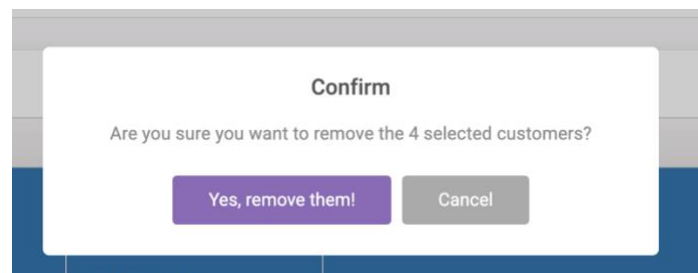 Confirm
Are you sure you want to remove the 4 selected customers?
Yes, remove them!
Cancel